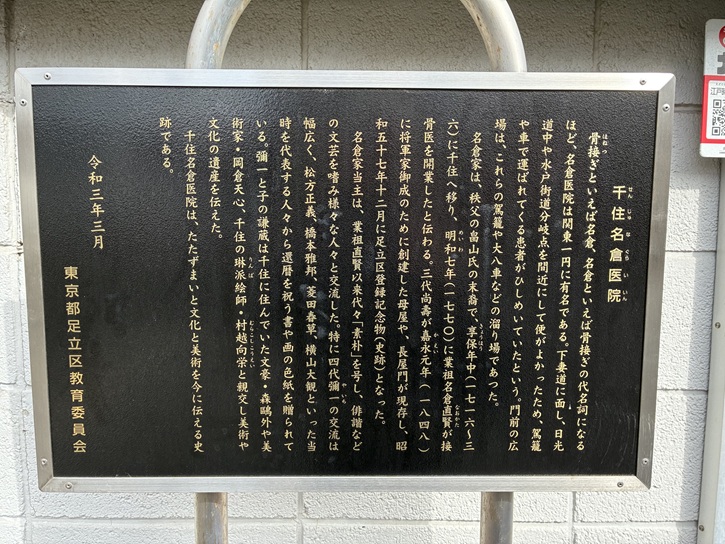 千住名倉医院
骨接ぎといえば名倉、名倉といえば骨接ぎの代名詞になる
ほど、名倉医院は関東一円に有名である。下妻道に面し、日光
道中や水戸街道分岐点を間近にして便がよかったため、駕籠
や車で運ばれてくる患者がひしめいていたという。門前の広
場は、これらの駕籠や大八車などの溜り場であった。
名倉家は、秩父の畠山氏の末裔で、享保年中(一七一六~三
六)に千住へ移り、明和七年(一七七〇)に業祖名倉直賢が接
骨医を開業したと伝わる。三代尚壽が嘉永元年(一八四八)
に将軍家御成のために創建した母屋や、長屋門が現存し、昭
和五十七年十二月に足立区登録記念物(史跡)となった。
名倉家当主は、業祖直賢以来代々「素朴」を号し、俳諧など
の文芸を嗜み様々な人々と交流した。特に四代彌一の交流は
幅広く、松方正義、橋本雅邦、菱田春草、横山大観といった当
時を代表する人々から還暦を祝う書や画の色紙を贈られて
いる。彌一と子の謙蔵は千住に住んでいた文豪・森鷗外や美
術家・岡倉天心、千住の琳派絵師・村越向栄と親交し美術や
文化の遺産を伝えた。
千住名倉医院は、たたずまいと文化と美術を今に伝える史
跡である。
令和三年三月
東京都足立区教育委員会